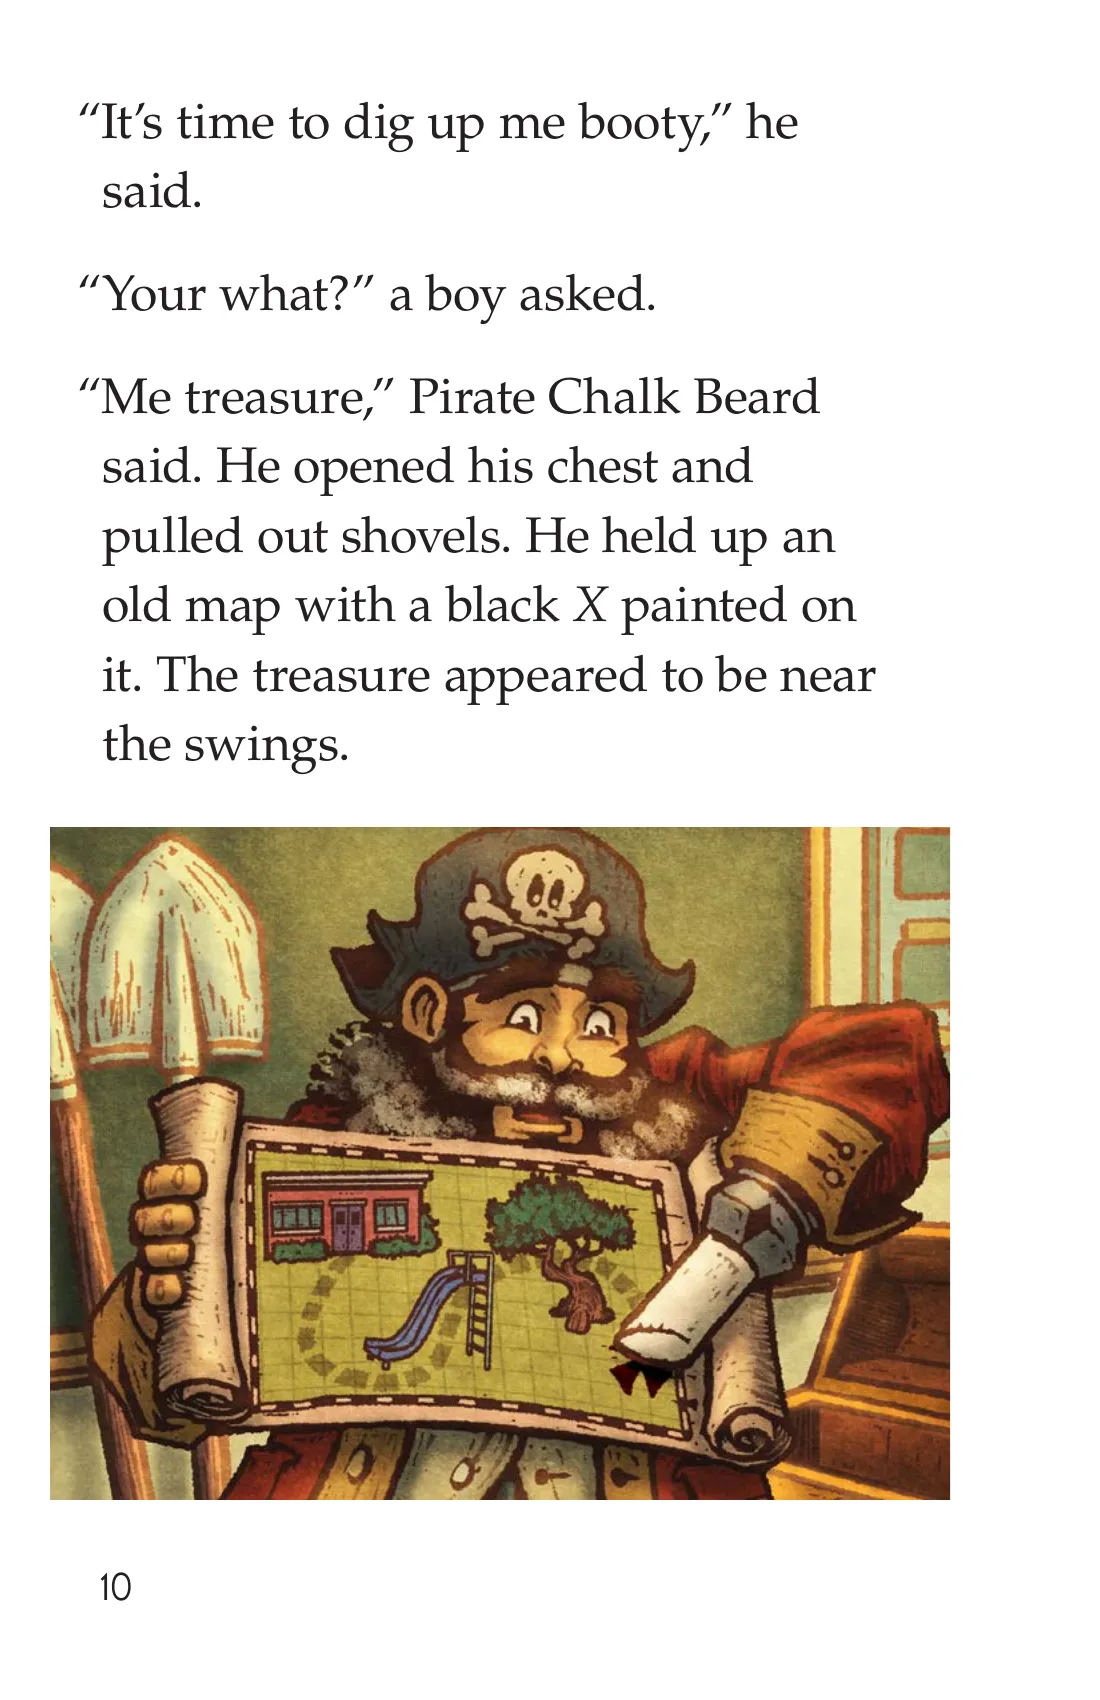 “It’s time to dig up me booty,” he
said.
“Your what?” a boy asked.
“Me treasure,” Pirate Chalk Beard
said. He opened his chest and
pulled out shovels. He held up an
old map with a black X painted on
it. The treasure appeared to be near
the swings.
10